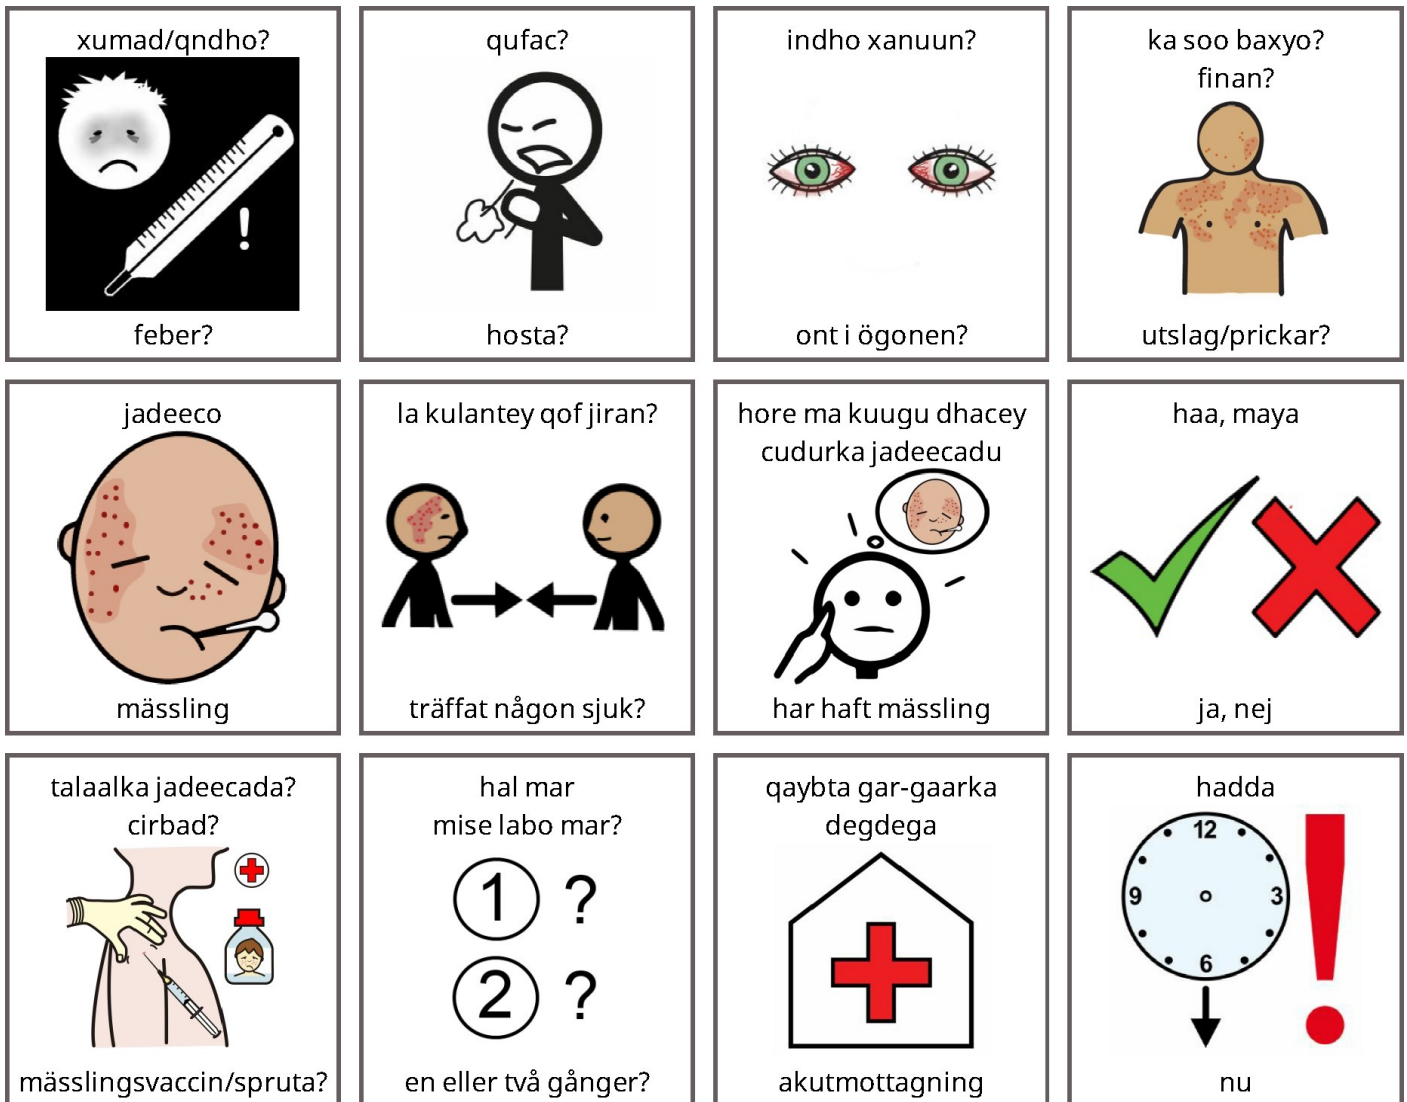 xumad/qndho?
feber?
qufac?
hosta?
indho xanuun?
ont i ögonen?
ka soo baxyo?
finan?
utslag/prickar?
jadeeco
mässling
la kulantey qof jiran?
träffat någon sjuk?
hore ma kuugu dhacey
cudurka jadeecadu
har haft mässling
haa, maya
ja, nej
talaalka jadeecada?
cirbad?
mässlingsvaccin/spruta?
hal mar
mise labo mar?
1 ?
2 ?
en eller två gånger?
qaybta gar-gaarka
degdega
akutmottagning
hadda
12
9 3
6
nu